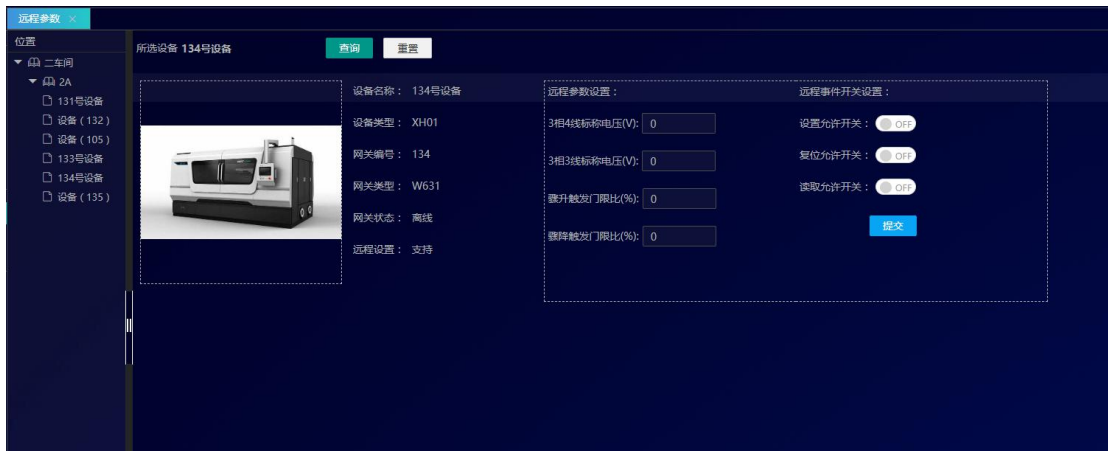 远程参数 ×
位置
二车间
2A
131号设备
设备 ( 132 )
设备 ( 105 )
133号设备
134号设备
设备 ( 135 )
所选设备 134号设备 查询 重置
设备名称： 134号设备
设备类型： XH01
网关编号： 134
网关类型： W631
网关状态： 离线
远程设置： 支持
远程参数设置：
3相4线标称电压(V): 0
3相3线标称电压(V): 0
骤升触发门限比(%): 0
骤降触发门限比(%): 0
远程事件开关设置：
设置允许开关： OFF
复位允许开关： OFF
读取允许开关： OFF
提交